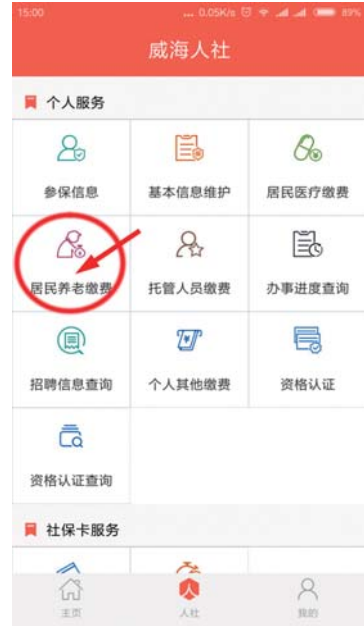 15:00 ... 0.05K/s 89%
威海人社
个人服务
参保信息 基本信息维护 居民医疗缴费
居民养老缴费 托管人员缴费 办事进度查询
招聘信息查询 个人其他缴费 资格认证
资格认证查询
社保卡服务
主页 人社 我的